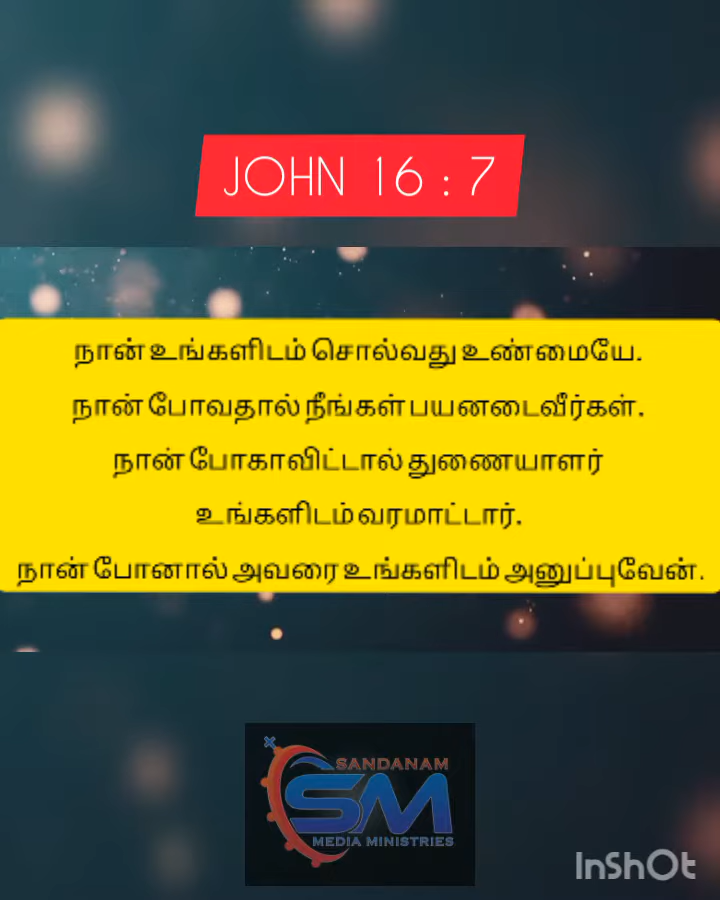 JOHN 16 : 7
நான் உங்களிடம் சொல்வது உண்மையே.
நான் போவதால் நீங்கள் பயனடைவீர்கள்.
நான் போகாவிட்டால் துணையாளர்
உங்களிடம் வரமாட்டார்.
நான் போனால் அவரை உங்களிடம் அனுப்புவேன்.
SANDANAM
SM
MEDIA MINISTRIES
InShOt